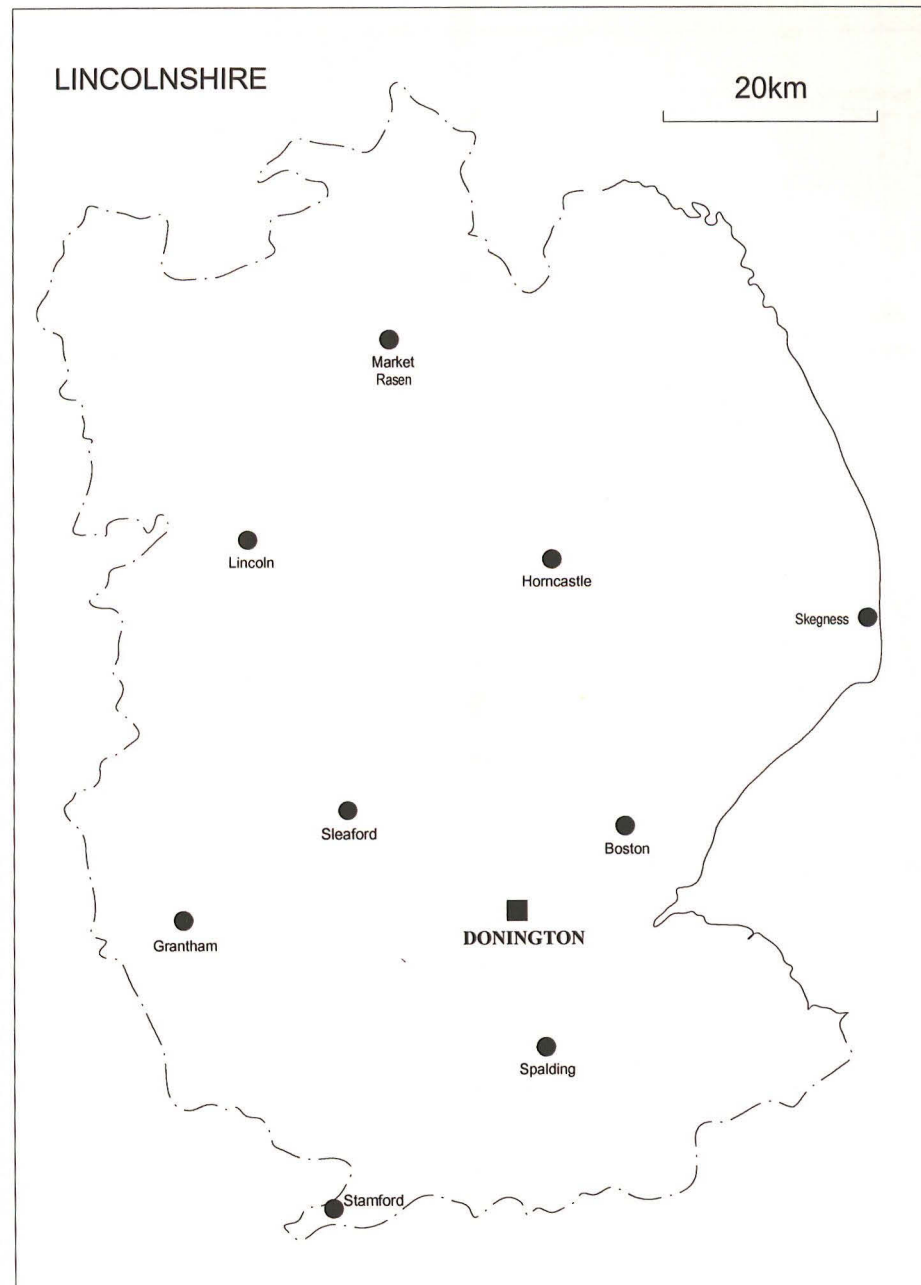 LINCOLNSHIRE
20km
Market
Rasen
Lincoln
Horncastle
Skegness
Sleaford
Boston
Grantham
DONINGTON
Spalding
Stamford